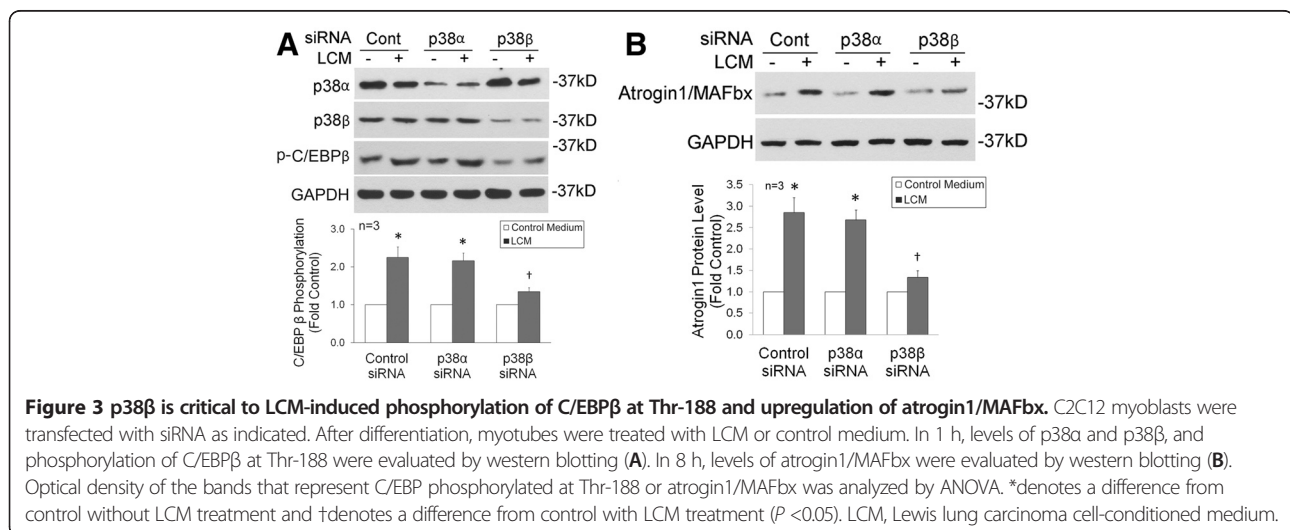 A
siRNA Cont p38α p38β
LCM - + - + - +
p38α -37kD
p38β -37kD
p-C/EBPβ -37kD
GAPDH -37kD
n=3
Control Medium
LCM
C/EBP β Phosphorylation
(Fold Control)
3.0
2.0
1.0
0.0
* * †
Control siRNA
p38α siRNA
p38β siRNA
B
siRNA Cont p38α p38β
LCM - + - + - +
Atrogin1/MAFbx -37kD
GAPDH -37kD
n=3
Control Medium
LCM
Atrogin1 Protein Level
(Fold Control)
3.5
3.0
2.5
2.0
1.5
1.0
0.5
0.0
* * †
Control siRNA
p38α siRNA
p38β siRNA
Figure 3 p38β is critical to LCM-induced phosphorylation of C/EBPβ at Thr-188 and upregulation of atrogin1/MAFbx. C2C12 myoblasts were
transfected with siRNA as indicated. After differentiation, myotubes were treated with LCM or control medium. In 1 h, levels of p38α and p38β, and
phosphorylation of C/EBPβ at Thr-188 were evaluated by western blotting (A). In 8 h, levels of atrogin1/MAFbx were evaluated by western blotting (B).
Optical density of the bands that represent C/EBP phosphorylated at Thr-188 or atrogin1/MAFbx was analyzed by ANOVA. *denotes a difference from
control without LCM treatment and †denotes a difference from control with LCM treatment (P <0.05). LCM, Lewis lung carcinoma cell-conditioned medium.